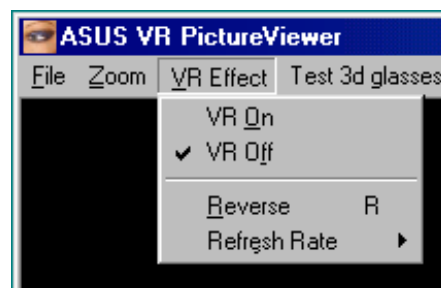 ASUS VR PictureViewer
File Zoom VR Effect Test 3d glasses
VR On
VR Off
Reverse R
Refresh Rate